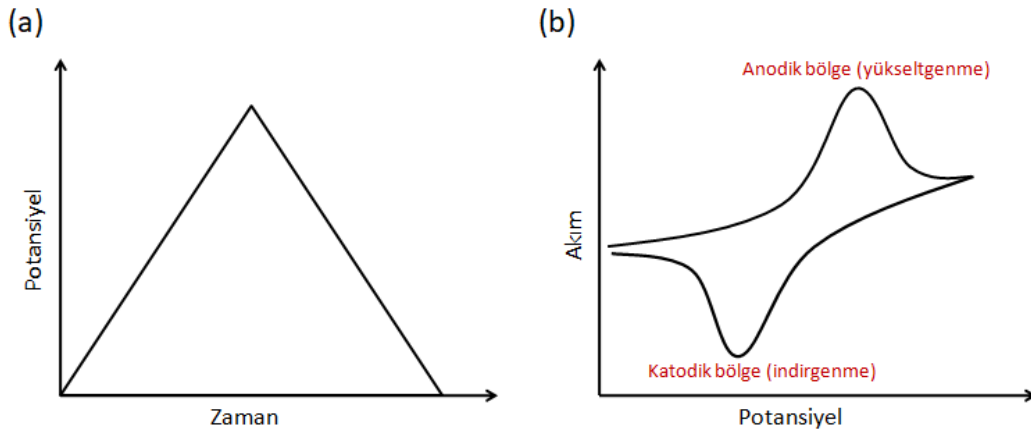 (a)
Potansiyel
Zaman
(b)
Anodik bölge (yükseltgenme)
Akım
Katodik bölge (indirgenme)
Potansiyel